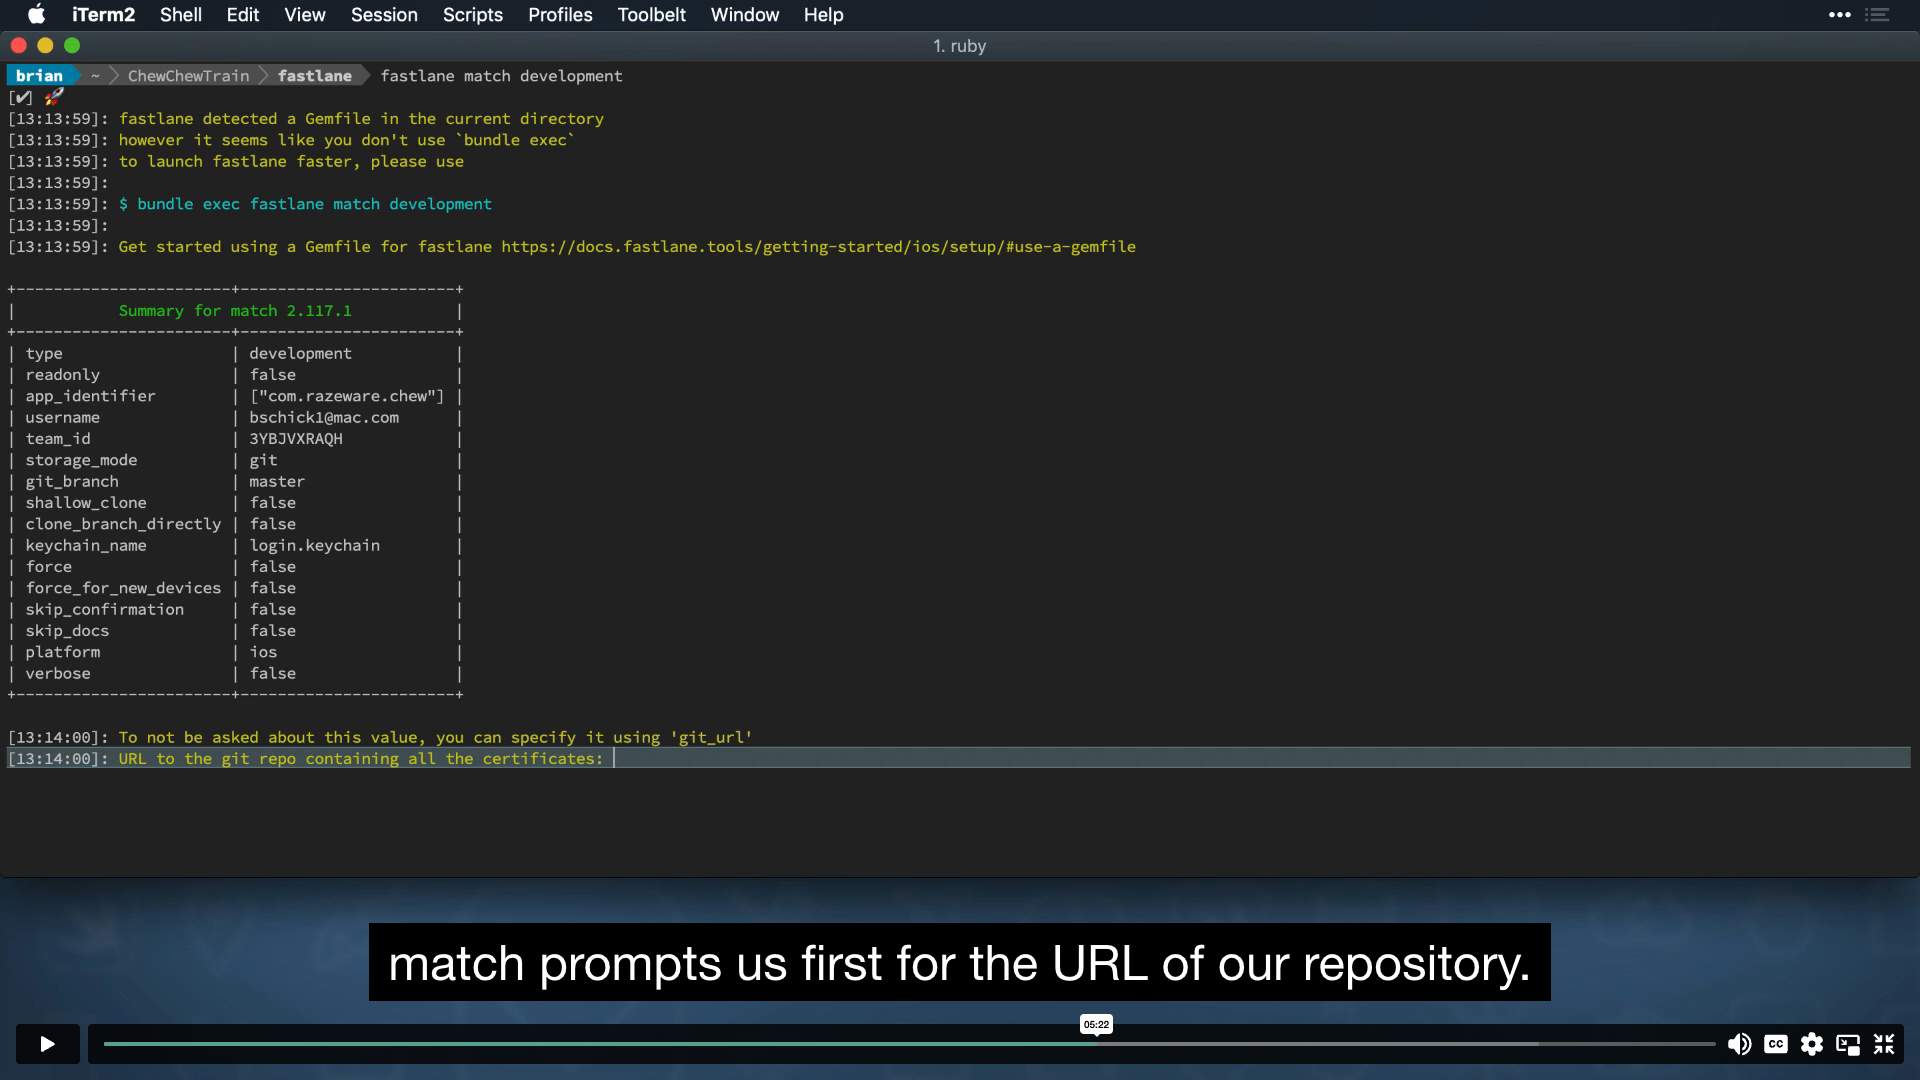 iTerm2 Shell Edit View Session Scripts Profiles Toolbelt Window Help
1. ruby
brian ~ ChewChewTrain fastlane fastlane match development
[✔] 🚀
[13:13:59]: fastlane detected a Gemfile in the current directory
[13:13:59]: however it seems like you don't use `bundle exec`
[13:13:59]: to launch fastlane faster, please use
[13:13:59]:
[13:13:59]: $ bundle exec fastlane match development
[13:13:59]:
[13:13:59]: Get started using a Gemfile for fastlane https://docs.fastlane.tools/getting-started/ios/setup/#use-a-gemfile
+-----------------------+-----------------------+
| Summary for match 2.117.1 |
+-----------------------+-----------------------+
| type | development |
| readonly | false |
| app_identifier | ["com.razeware.chew"] |
| username | bschick1@mac.com |
| team_id | 3YBJVXRAQH |
| storage_mode | git |
| git_branch | master |
| shallow_clone | false |
| clone_branch_directly | false |
| keychain_name | login.keychain |
| force | false |
| force_for_new_devices | false |
| skip_confirmation | false |
| skip_docs | false |
| platform | ios |
| verbose | false |
+-----------------------+-----------------------+
[13:14:00]: To not be asked about this value, you can specify it using 'git_url'
[13:14:00]: URL to the git repo containing all the certificates:
match prompts us first for the URL of our repository.
05:22
CC